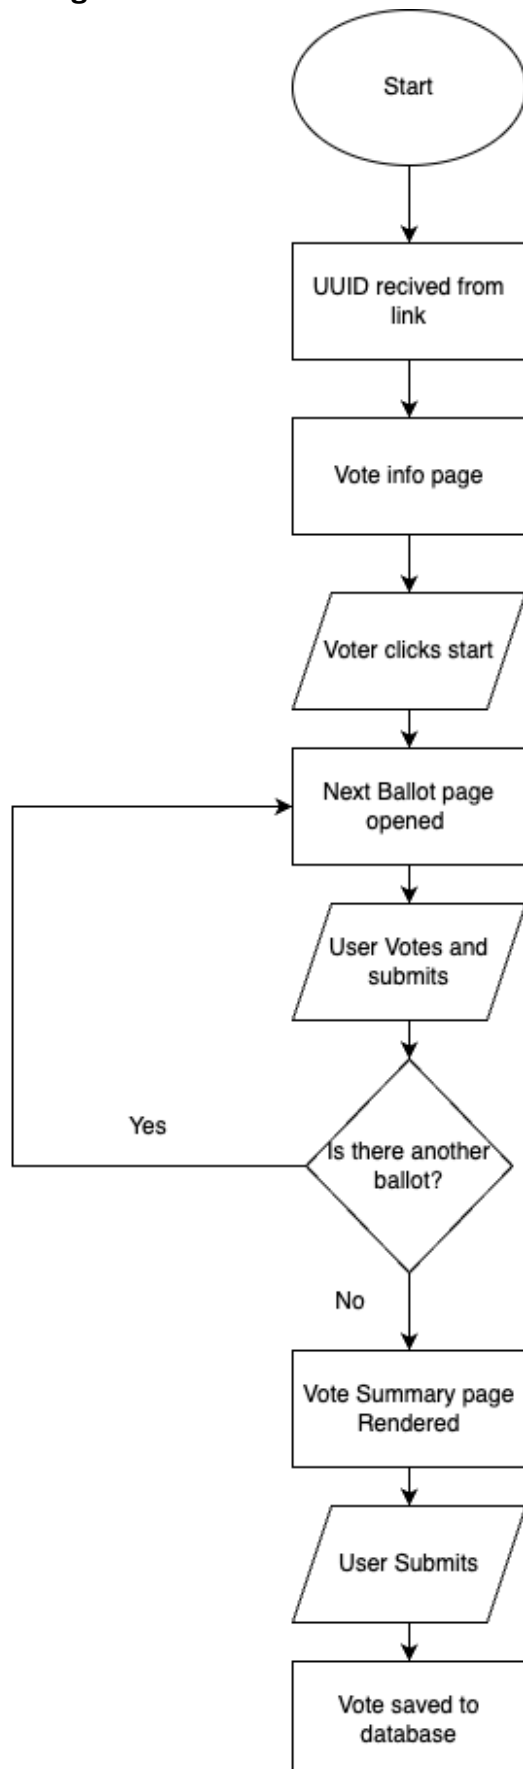 Start
UUID recived from
link
Vote info page
Voter clicks start
Next Ballot page
opened
User Votes and
submits
Yes
Is there another
ballot?
No
Vote Summary page
Rendered
User Submits
Vote saved to
database